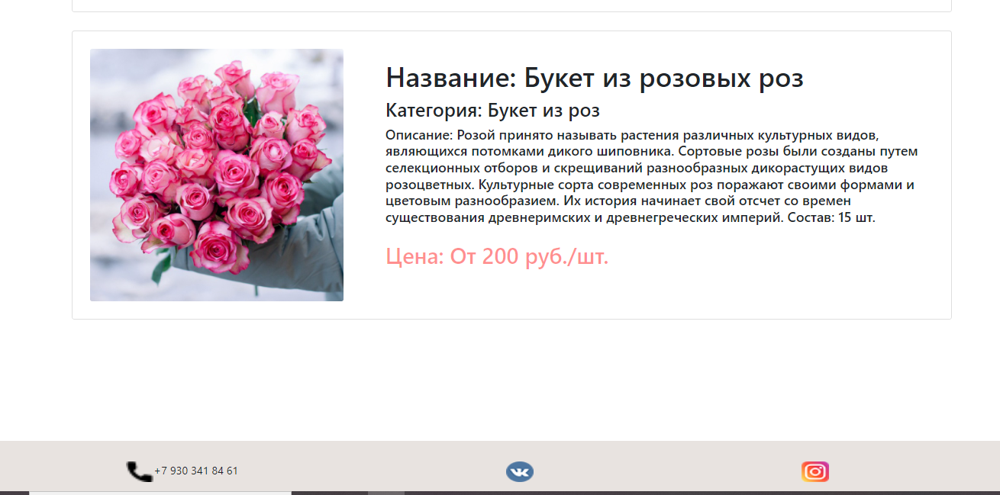 Название: Букет из розовых роз
Категория: Букет из роз
Описание: Розой принято называть растения различных культурных видов,
являющихся потомками дикого шиповника. Сортовые розы были созданы путем
селекционных отборов и скрещиваний разнообразных дикорастущих видов
розоцветных. Культурные сорта современных роз поражают своими формами и
цветовым разнообразием. Их история начинает свой отсчет со времен
существования древнеримских и древнегреческих империй. Состав: 15 шт.
Цена: От 200 руб./шт.
+7 930 341 84 61